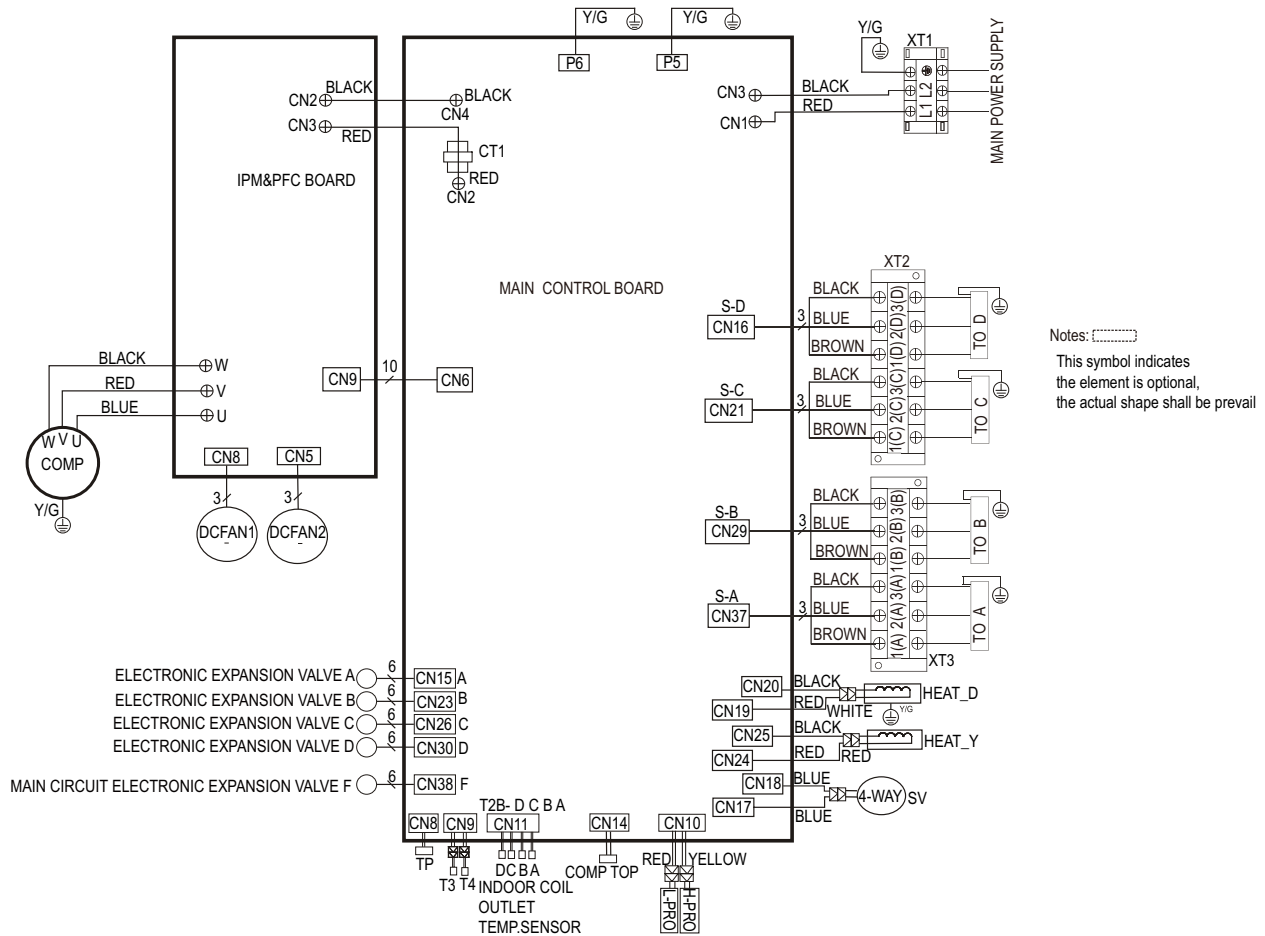 Y/G
Y/G
P6
P5
Y/G
XT1
L1 L2
MAIN POWER SUPPLY
CN3
BLACK
CN1
RED
CN2
BLACK
BLACK
CN4
CN3
RED
CT1
RED
CN2
IPM&PFC BOARD
MAIN CONTROL BOARD
XT2
S-D
CN16
3
BLACK
BLUE
BROWN
1(D) 2(D) 3(D)
TO D
S-C
CN21
3
BLACK
BLUE
BROWN
1(C) 2(C) 3(C)
TO C
Notes:
This symbol indicates
the element is optional,
the actual shape shall be prevail
BLACK
RED
BLUE
W
V
U
W V U
COMP
Y/G
CN9
10
CN6
CN8
CN5
3
3
DCFAN1
DCFAN2
S-B
CN29
3
BLACK
BLUE
BROWN
1(B) 2(B) 3(B)
TO B
S-A
CN37
3
BLACK
BLUE
BROWN
1(A) 2(A) 3(A)
TO A
XT3
ELECTRONIC EXPANSION VALVE A
6
CN15 A
ELECTRONIC EXPANSION VALVE B
6
CN23 B
ELECTRONIC EXPANSION VALVE C
6
CN26 C
ELECTRONIC EXPANSION VALVE D
6
CN30 D
MAIN CIRCUIT ELECTRONIC EXPANSION VALVE F
6
CN38 F
CN20
BLACK
HEAT_D
CN19
RED
WHITE
Y/G
CN25
BLACK
HEAT_Y
CN24
RED
RED
CN18
BLUE
4-WAY
SV
CN17
BLUE
CN8
TP
CN9
T3 T4
T2B- D C B A
CN11
D C B A
INDOOR COIL
OUTLET
TEMP.SENSOR
CN14
COMP TOP
CN10
RED
YELLOW
L-PRO
H-PRO